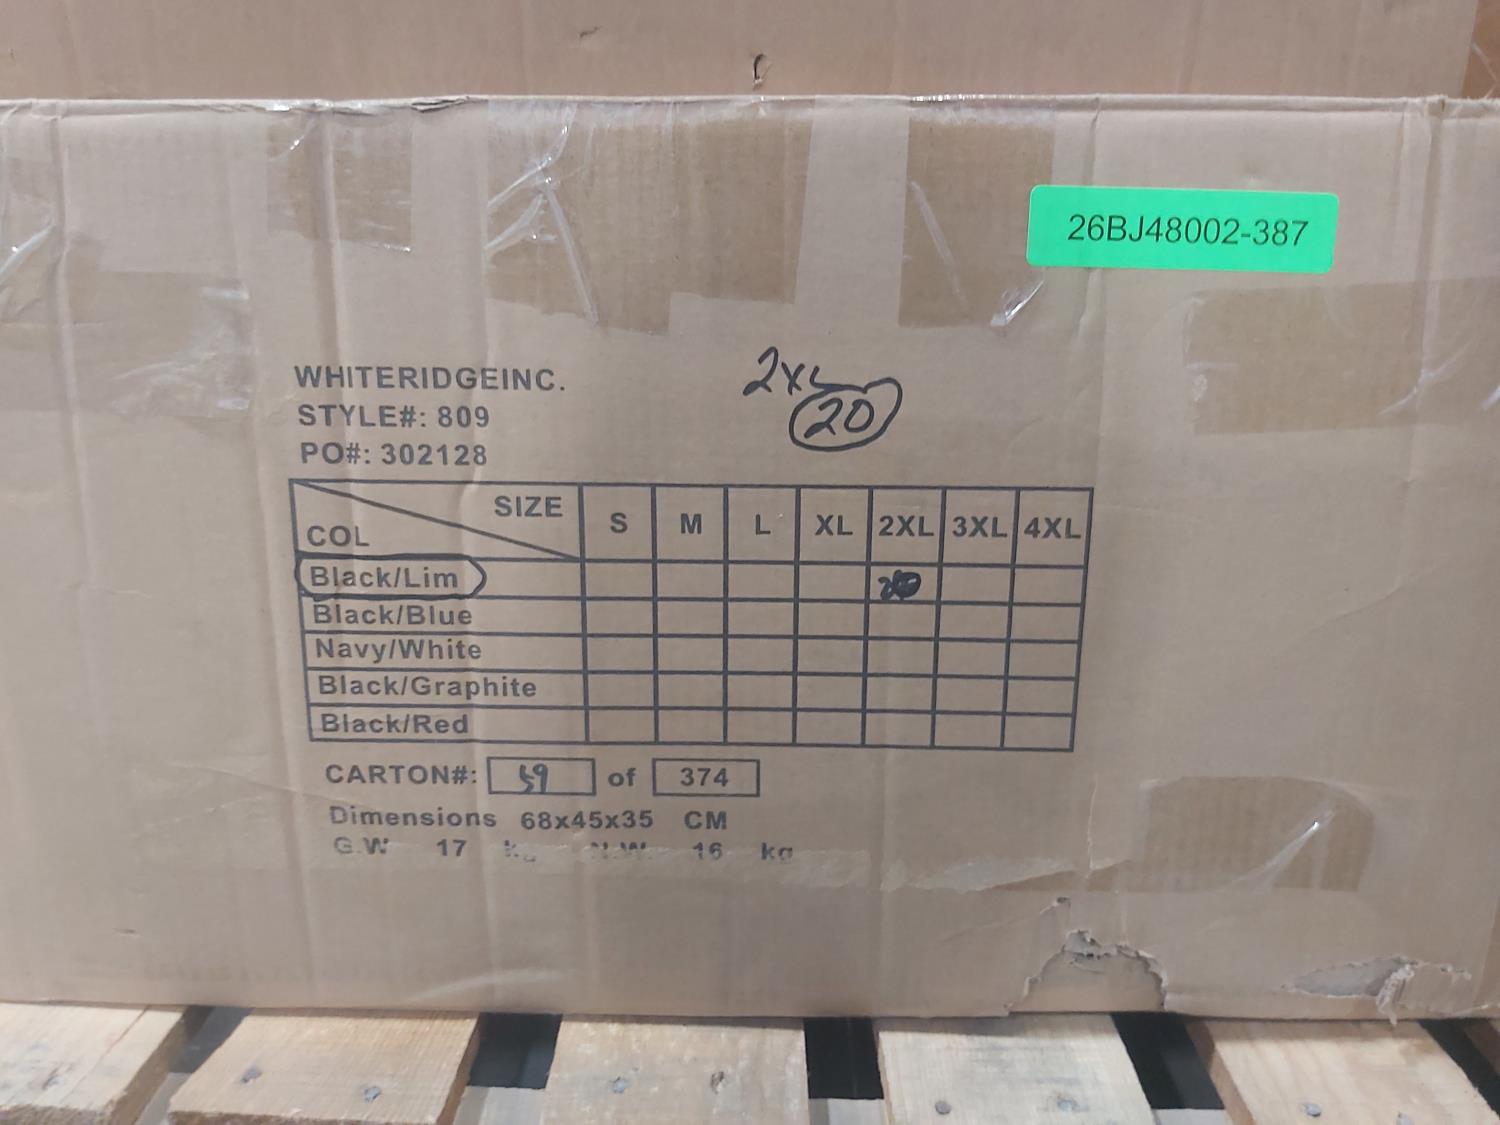 26BJ48002-387
WHITERIDGEINC.
STYLE#: 809
PO#: 302128
2XL
20
SIZE
COL
S M L XL 2XL 3XL 4XL
Black/Lim
Black/Blue
Navy/White
Black/Graphite
Black/Red
CARTON#: 59 of 374
Dimensions 68x45x35 CM
G.W 17 kg N.W. 16 kg